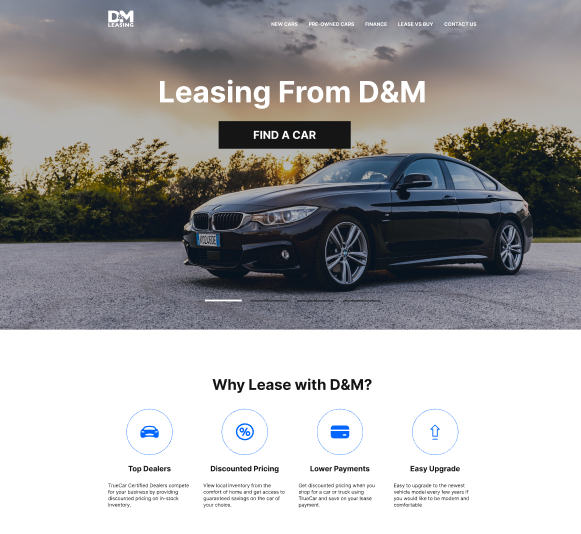 D&M
LEASING
NEW CARS PRE-OWNED CARS FINANCE LEASE VS BUY CONTACT US
Leasing From D&M
FIND A CAR
Why Lease with D&M?
Top Dealers
TrueCar Certified Dealers compete
for your business by providing
discounted pricing on in-stock
inventory.
Discounted Pricing
View local inventory from the
comfort of home and get access to
guaranteed savings on the car of
your choice.
Lower Payments
Get discounted pricing when you
shop for a car or truck using
TrueCar and save on your lease
payment.
Easy Upgrade
Easy to upgrade to the newest
vehicle model every few years if
you would like to be modern and
comfortable